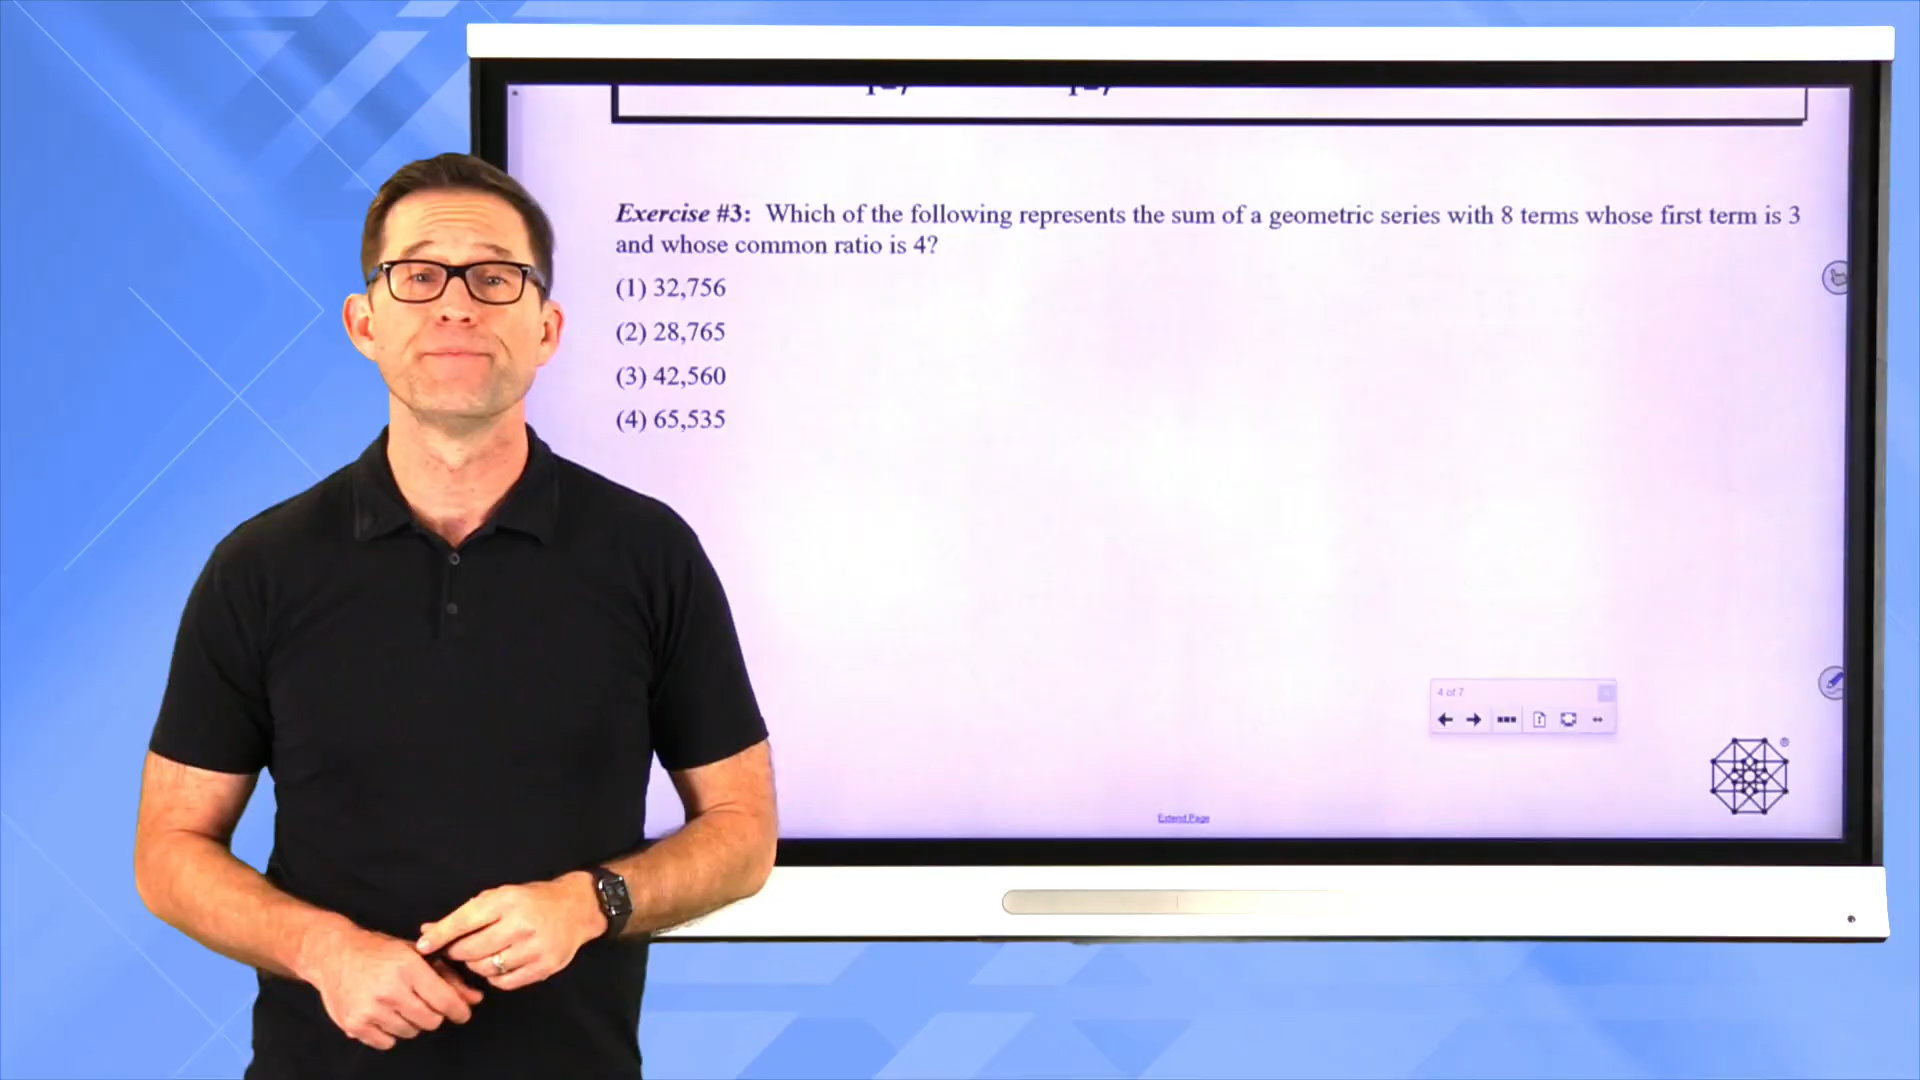 Exercise #3: Which of the following represents the sum of a geometric series with 8 terms whose first term is 3
and whose common ratio is 4?
(1) 32,756
(2) 28,765
(3) 42,560
(4) 65,535
4 of 7
®
Extend Page